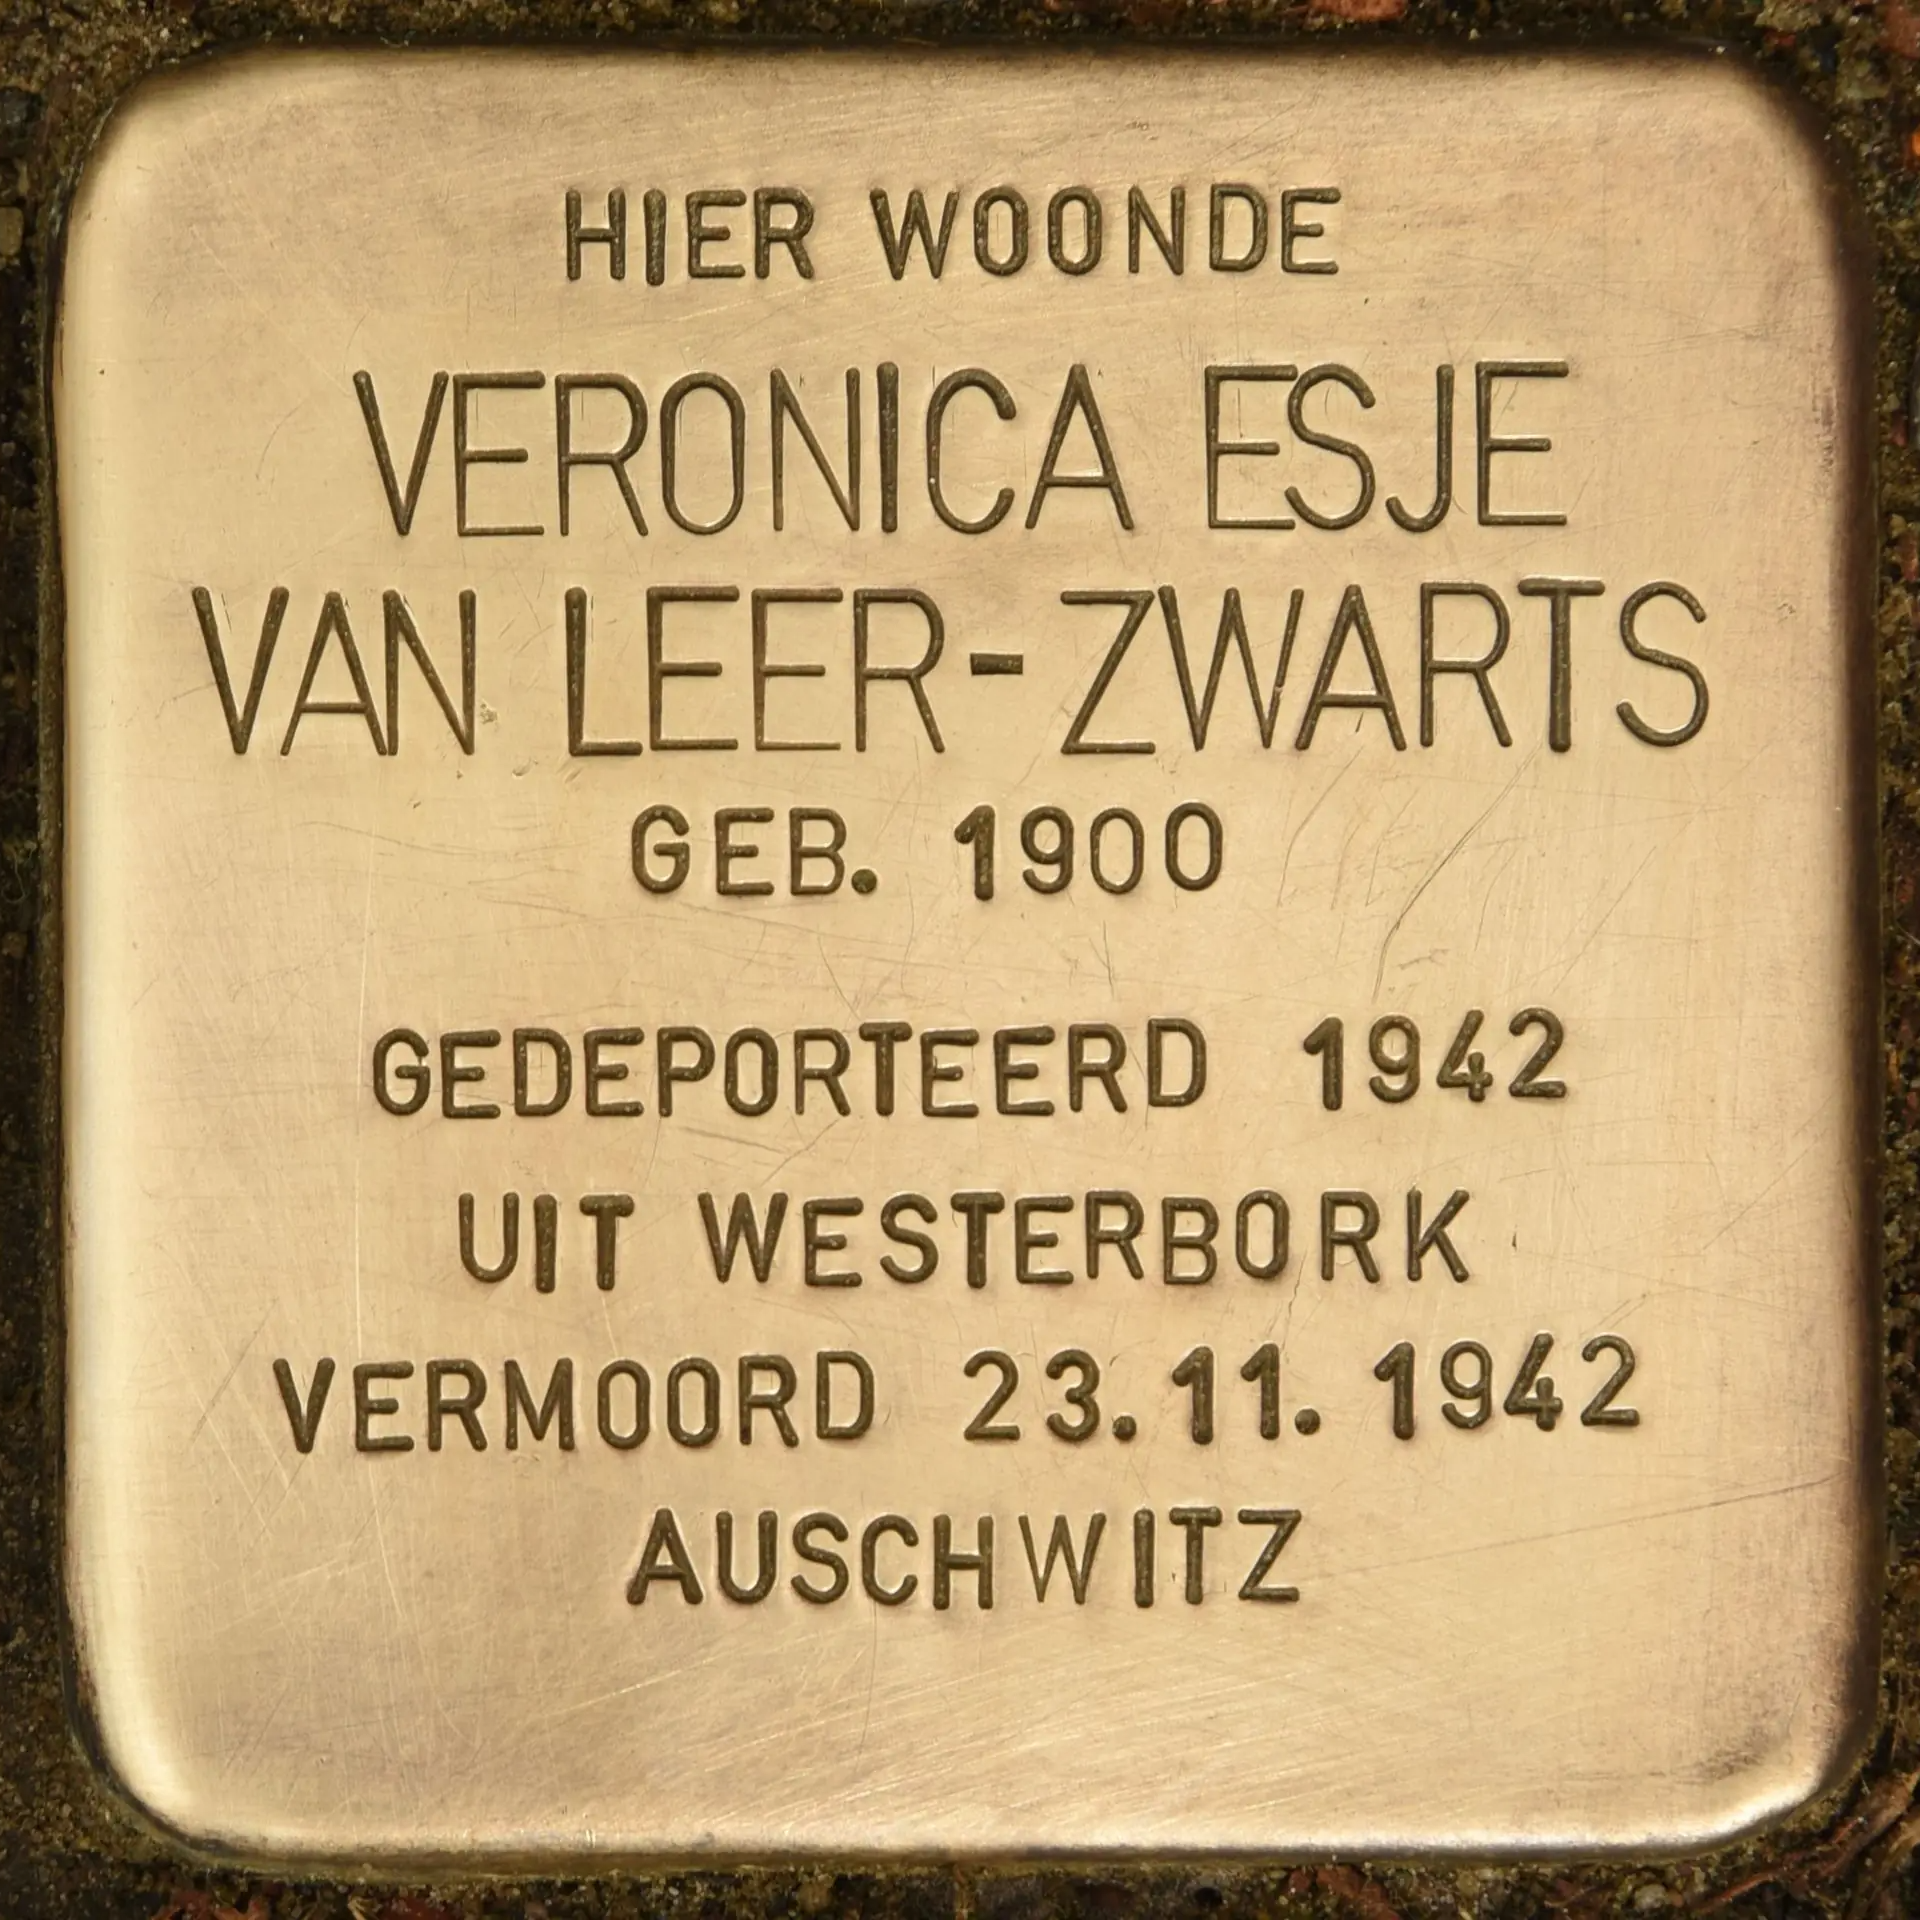 HIER WOONDE
VERONICA ESJE
VAN LEER-ZWARTS
GEB. 1900
GEDEPORTEERD 1942
UIT WESTERBORK
VERMOORD 23.11.1942
AUSCHWITZ